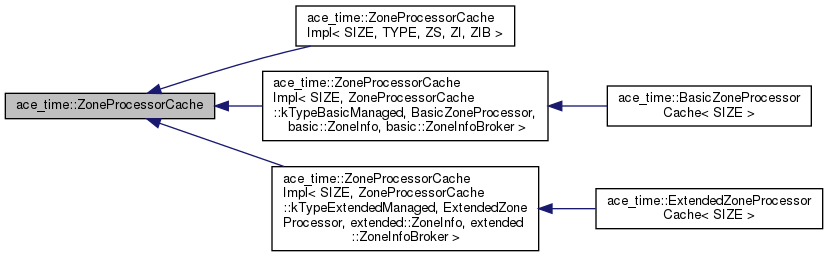 ace_time::ZoneProcessorCache
ace_time::ZoneProcessorCache
Impl< SIZE, TYPE, ZS, ZI, ZIB >
ace_time::ZoneProcessorCache
Impl< SIZE, ZoneProcessorCache
::kTypeBasicManaged, BasicZoneProcessor,
basic::ZoneInfo, basic::ZoneInfoBroker >
ace_time::BasicZoneProcessor
Cache< SIZE >
ace_time::ZoneProcessorCache
Impl< SIZE, ZoneProcessorCache
::kTypeExtendedManaged, ExtendedZone
Processor, extended::ZoneInfo, extended
::ZoneInfoBroker >
ace_time::ExtendedZoneProcessor
Cache< SIZE >